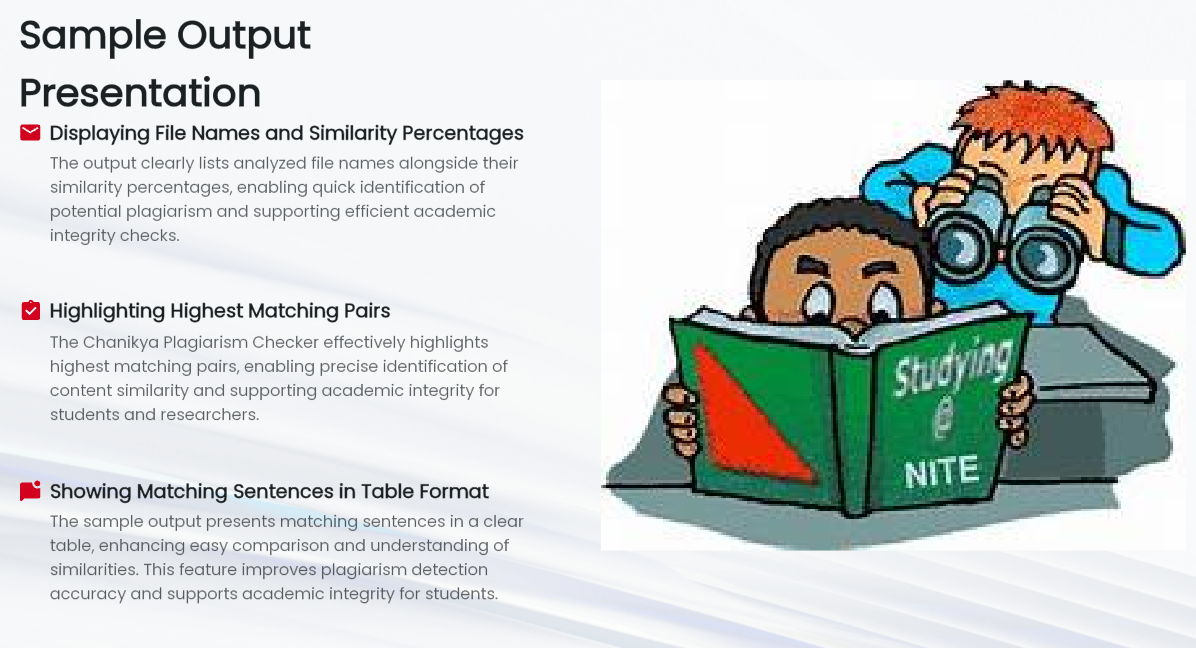 Sample Output
Presentation
Displaying File Names and Similarity Percentages
The output clearly lists analyzed file names alongside their
similarity percentages, enabling quick identification of
potential plagiarism and supporting efficient academic
integrity checks.
Highlighting Highest Matching Pairs
The Chanikya Plagiarism Checker effectively highlights
highest matching pairs, enabling precise identification of
content similarity and supporting academic integrity for
students and researchers.
Showing Matching Sentences in Table Format
The sample output presents matching sentences in a clear
table, enhancing easy comparison and understanding of
similarities. This feature improves plagiarism detection
accuracy and supports academic integrity for students.
Studying
@
NITE